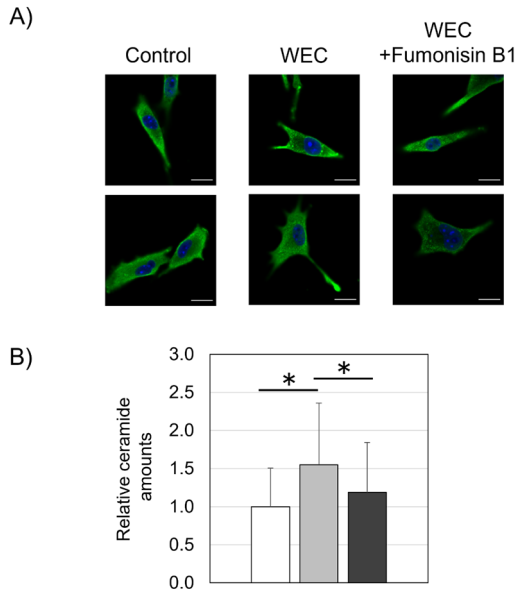 A)
Control
WEC
WEC
+Fumonisin B1
B)
Relative ceramide
amounts
3.0
2.5
2.0
1.5
1.0
0.5
0.0
*
*